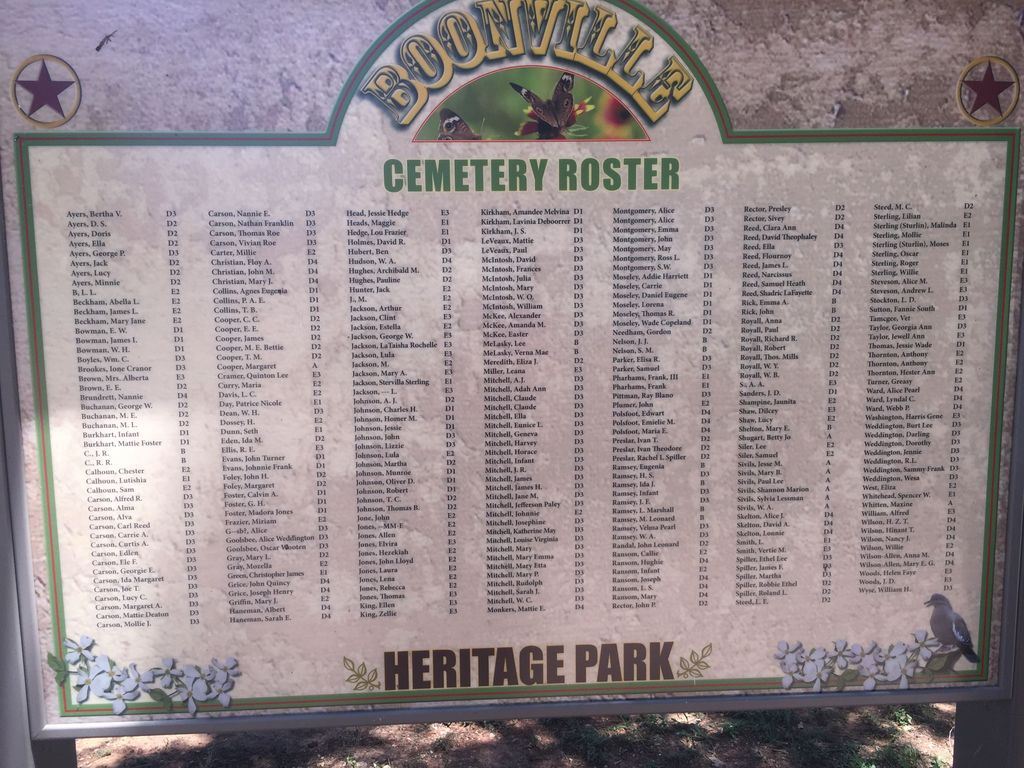 BOONVILLE
CEMETERY ROSTER
Ayers, Bertha V. D3
Ayers, D. S. D2
Ayers, Doris D2
Ayers, Ella D2
Ayers, George P. D3
Ayers, Jack D2
Ayers, Lucy D2
Ayers, Minnie D2
B, L. L. E2
Beckham, Abella L. E2
Beckham, James L. E2
Beckham, Mary Jane E2
Bowman, E. W. D1
Bowman, James I. D1
Bowman, W. H. D1
Boyles, Wm. C. D3
Brookes, Ione Cranor D3
Brown, Mrs. Alberta E3
Brown, E. E. D2
Brundrett, Nannie D4
Buchanan, George W. D2
Buchanan, M. E. D2
Buchanan, M. L. D2
Burkhart, Infant D1
Burkhart, Mattie Foster D1
C., J. R. B
C., R. R. B
Calhoun, Chester E2
Calhoun, Lutishia E1
Calhoun, Sam E2
Carson, Alfred R. D3
Carson, Alma D3
Carson, Alva D3
Carson, Carl Reed D3
Carson, Carrie A. D3
Carson, Curtis A. D3
Carson, Edlen D3
Carson, Ele F. D3
Carson, Georgie E. D3
Carson, Ida Margaret D3
Carson, Joe T. D3
Carson, Lucy C. D3
Carson, Margaret A. D3
Carson, Mattie Deaton D3
Carson, Mollie J. D3
Carson, Nannie E. D3
Carson, Nathan Franklin D3
Carson, Thomas Roe D3
Carson, Vivian Roe D3
Carter, Millie E2
Christian, Floy A. D4
Christian, John M. D4
Christian, Mary J. D4
Collins, Agnes Eugenia D1
Collins, P. A. E. D1
Collins, T. B. D1
Cooper, C. C. D2
Cooper, E. E. D2
Cooper, James D2
Cooper, M. E. Bettie D2
Cooper, T. M. D2
Cooper, Margaret A
Cramer, Quinton Lee E3
Curry, Maria E2
Davis, L. C. E2
Day, Patrice Nicole E1
Dean, W. H. D3
Dossey, H. E2
Dunn, Seth E1
Eden, Ida M. D2
Ellis, R. E. E3
Evans, John Turner D1
Evans, Johnnie Frank D1
Foley, John H. D2
Foley, Margaret D2
Foster, Calvin A. D1
Foster, G. H. D1
Foster, Madora Jones D1
Frazier, Miriam E2
G--sby, Alice D3
Goolsbee, Alice Weddington D3
Goolsbee, Oscar Wooten D3
Gray, Mary L. D2
Gray, Mozella E2
Green, Christopher James E1
Grice, John Quincy D4
Grice, Joseph Henry D4
Griffin, Mary J. E2
Haneman, Albert D4
Haneman, Sarah E. D4
Head, Jessie Hedge E3
Heads, Maggie E1
Hedge, Lou Frazier E1
Holmes, David R. D1
Hubert, Ben D3
Hudson, W. A. D4
Hughes, Archibald M. D2
Hughes, Pauline D2
Hunter, Jack E2
J., M. E2
Jackson, Arthur E2
Jackson, Clint E3
Jackson, Estella E2
Jackson, George W. E3
Jackson, LaTaisha Rochelle E3
Jackson, Lula E3
Jackson, M. E2
Jackson, Mary A. E3
Jackson, Stervilla Sterling E1
Jackson, --- L. E1
Johnson, A. J. D1
Johnson, Charles H. D1
Johnson, Homer M. D1
Johnson, Jessie D1
Johnson, John D3
Johnson, Lizzie D3
Johnson, Lula E2
Johnson, Martha D2
Johnson, Munroe D1
Johnson, Oliver D. D1
Johnson, Robert D1
Johnson, T. C. D2
Johnson, Thomas B. D2
Jone, John E2
Jones, --MM-E E2
Jones, Allen E2
Jones, Elvira E3
Jones, Hezekiah E2
Jones, John Lloyd E2
Jones, Laura E2
Jones, Lena E2
Jones, Rebecca E2
Jones, Thomas E3
King, Ellen E3
King, Zellie E3
Kirkham, Amandee Melvina D1
Kirkham, Lavinia Deboorrer D1
Kirkham, J. S. D1
LeVeaux, Mattie D3
LeVeauls, Paul D3
McIntosh, David D3
McIntosh, Frances D3
McIntosh, Julia D3
McIntosh, Mary D3
McIntosh, W. O. D3
McIntosh, William D3
McKee, Alexander D3
McKee, Amanda M. D3
McKee, Easter D3
McLasky, Lee B
McLasky, Verna Mae B
Meredith, Eliza J. D2
Miller, Leana E3
Mitchell, A.J. D3
Mitchell, Adah Ann D3
Mitchell, Claude D3
Mitchell, Claude D3
Mitchell, Ella D3
Mitchell, Eunice L. D3
Mitchell, Geneva D3
Mitchell, Harvey D3
Mitchell, Horace D3
Mitchell, Infant D3
Mitchell, J. R. D3
Mitchell, James D3
Mitchell, James H. D3
Mitchell, Jane M. D3
Mitchell, Jefferson Paley D3
Mitchell, Johnnie E2
Mitchell, Josephine D3
Mitchell, Katherine May D3
Mitchell, Louise Virginia D3
Mitchell, Mary D3
Mitchell, Mary Emma D3
Mitchell, Mary Etta D3
Mitchell, Mary P. D3
Mitchell, Rudolph D3
Mitchell, Sarah J. D3
Mitchell, W. C. D3
Monkers, Mattie E. D4
Montgomery, Alice D3
Montgomery, Alice D3
Montgomery, Emma D3
Montgomery, John D3
Montgomery, May D3
Montgomery, Ross L. D3
Montgomery, S.W. D3
Moseley, Addie Harriett D1
Moseley, Carrie D1
Moseley, Daniel Eugene D1
Moseley, Lorena D1
Moseley, Thomas R. D1
Moseley, Wade Copeland D1
Needham, Gordon D2
Nelson, J. J. B
Nelson, S. M. B
Parker, Elisa R. D3
Parker, Samuel D3
Pharhams, Frank, III E1
Pharhams, Frank E1
Pittman, Ray Blano D3
Plumer, John E2
Polsfoot, Edwart D4
Polsfoot, Emielie M. D4
Polsfoot, Maria E. D4
Preslar, Ivan T. D2
Preslar, Ivan Theodore D2
Preslar, Rachel I. Spiller D2
Ramsey, Eugenia B
Ramsey, H. S. D3
Ramsey, Ida J. B
Ramsey, Infant D3
Ramsey, J. E. D3
Ramsey, L. Marshall B
Ramsey, M. Leonard B
Ramsey, Velma Pearl D3
Ramsey, W. A. D3
Randal, John Leonard D2
Ransom, Callie E2
Ransom, Hughie D4
Ransom, Infant E2
Ransom, Joseph D4
Ransom, L. S. D4
Ransom, Mary D4
Rector, John P. D2
Rector, Presley D2
Rector, Sivey D2
Reed, Clara Ann D4
Reed, David Theophaley D4
Reed, Ella D3
Reed, Flournoy D4
Reed, James L. D4
Reed, Narcissus D4
Reed, Samuel Heath D4
Reed, Shadric LaFayette D4
Rick, Emma B
Rick, John B
Royall, Anna D2
Royall, Paul D2
Royall, Richard R. D2
Royall, Robert D2
Royall, Thos. Mills D2
Royall, W. Y. D2
Royall, W. B. D2
S., A. A. E3
Sanders, J. D. D1
Shampine, Jaunita E2
Shaw, Dilcey E3
Shaw, Lucy E2
Shelton, Mary E. B
Shugart, Betty Jo A
Siler, Lee E2
Siler, Samuel E2
Sivils, Jesse M. A
Sivils, Mary B. A
Sivils, Paul Lee A
Sivils, Shannon Marion A
Sivils, Sylvia Lessman A
Sivils, W. A. A
Skelton, Alice J. D4
Skelton, David A. D4
Skelton, Lonnie D4
Smith, L. E1
Smith, Vertie M. E3
Spiller, Ethel Lee D3
Spiller, James F. D3
Spiller, Martha D3
Spiller, Robbie Ethel D2
Spiller, Roland L. D2
Steed, L. E. D2
Steed, M. C. D2
Sterling, Lilian E2
Sterling (Sturlin), Malinda E1
Sterling, Mollie E1
Sterling (Sturlin), Moses E1
Sterling, Oscar E1
Sterling, Roger E1
Sterling, Willie E1
Steveson, Alice M. E3
Steveson, Andrew L. E3
Stockton, L. D. D3
Sutton, Fannie South D1
Tamcgee, Ver E3
Taylor, Georgia Ann D3
Taylor, Jewell Ann D1
Thomas, Jessie Wade D1
Thornton, Anthony E2
Thornton, Anthony E2
Thornton, Hester Ann E2
Turner, Greasy E2
Ward, Alice Pearl D4
Ward, Lyndal C. D4
Ward, Webb P. D4
Washington, Harris Gene E3
Weddington, Burt Lee D3
Weddington, Darling D3
Weddington, Dorothy D3
Weddington, Jennie D3
Weddington, R.L. D3
Weddington, Sammy Frank D3
Weddington, Wesa D3
West, Eliza E2
Whitehead, Spencer W. E1
Whitten, Maxine A
William, Alfred E3
Wilson, H. Z. T. D4
Wilson, Hinant T. D4
Wilson, Nancy J. D4
Wilson, Willie E2
Wilson-Allen, Anna M. D4
Wilson-Allen, Mary E. G. D4
Woods, Helen Faye E3
Woods, J. D. E3
Wyse, William H. D3
HERITAGE PARK